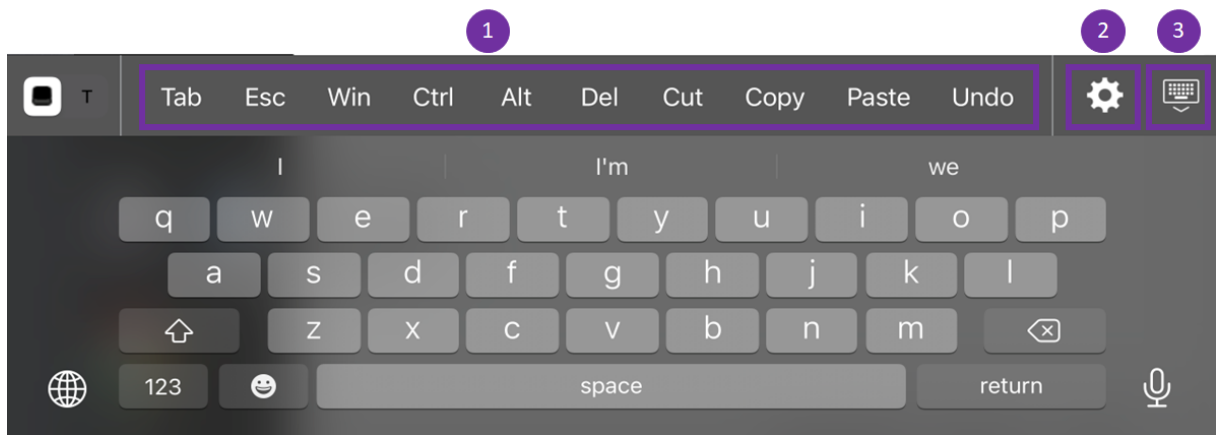 1 2 3
T Tab Esc Win Ctrl Alt Del Cut Copy Paste Undo
I I'm we
q w e r t y u i o p
a s d f g h j k l
z x c v b n m
123 space return